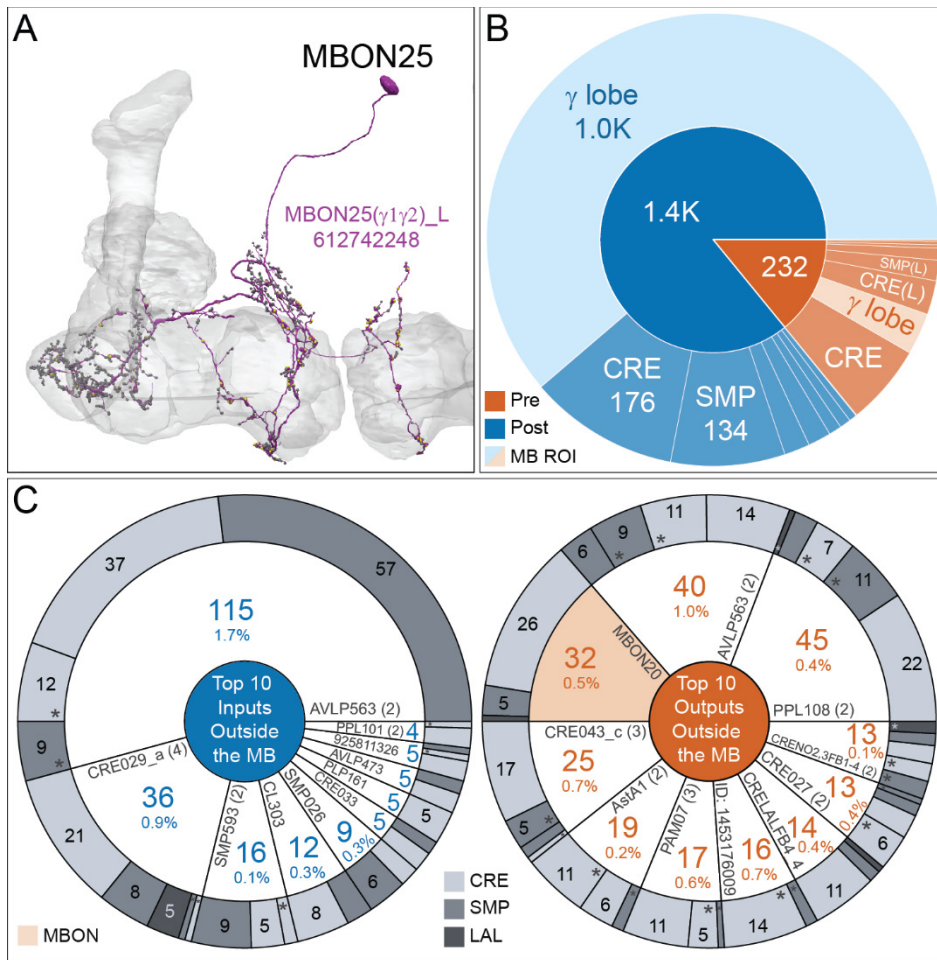 A
MBON25
MBON25(γ1γ2)_L
612742248
B
γ lobe
1.0K
1.4K
232
SMP(L)
CRE(L)
γ lobe
CRE
CRE
176
SMP
134
Pre
Post
MB ROI
C
37
57
12
*
9
*
21
8
5
*
*
9
5
*
8
6
5
*
115
1.7%
AVLP563 (2)
PPL101 (2)
4
925811326
5
AVLP473
5
PLP161
5
CRE033
5
SMP026
9
0.3%
CL303
12
0.3%
SMP593 (2)
16
0.1%
CRE029_a (4)
36
0.9%
Top 10
Inputs
Outside
the MB
MBON
CRE
SMP
LAL
14
*
7
*
*
11
22
11
*
9
*
6
26
5
17
5
*
*
11
*
6
*
11
5
*
*
14
*
*
11
6
*
*
*
AVLP563 (2)
40
1.0%
45
0.4%
PPL108 (2)
13
0.1%
CRENO2,3FB1-4 (2)
13
0.4%
CRE027 (2)
14
0.4%
CRELALFB4_4
16
0.7%
ID: 1453176009
17
0.6%
PAM07 (3)
19
0.2%
AstA1 (2)
25
0.7%
CRE043_c (3)
32
0.5%
MBON20
Top 10
Outputs
Outside
the MB